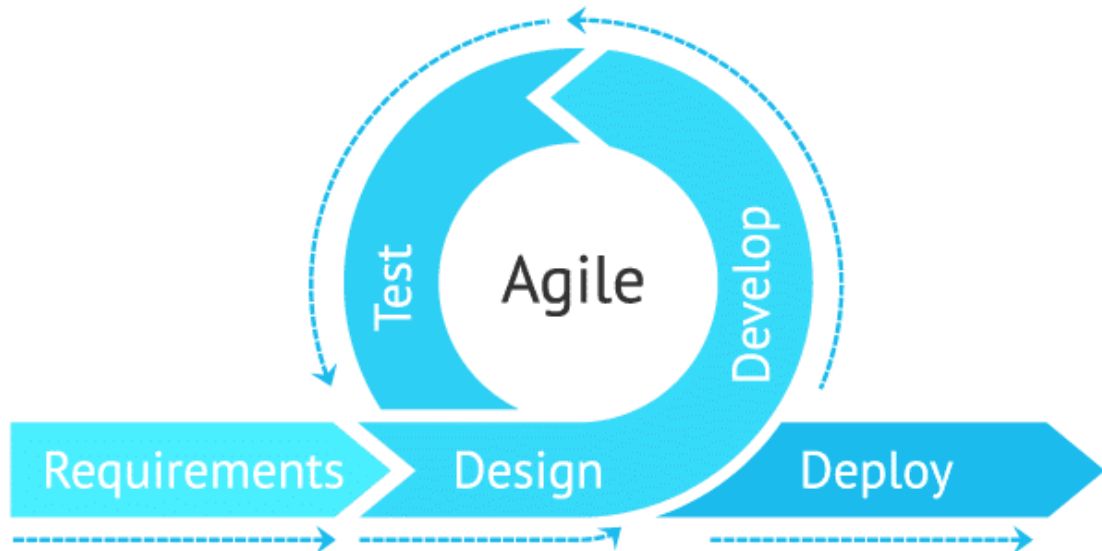 Agile
Test
Develop
Requirements
Design
Deploy